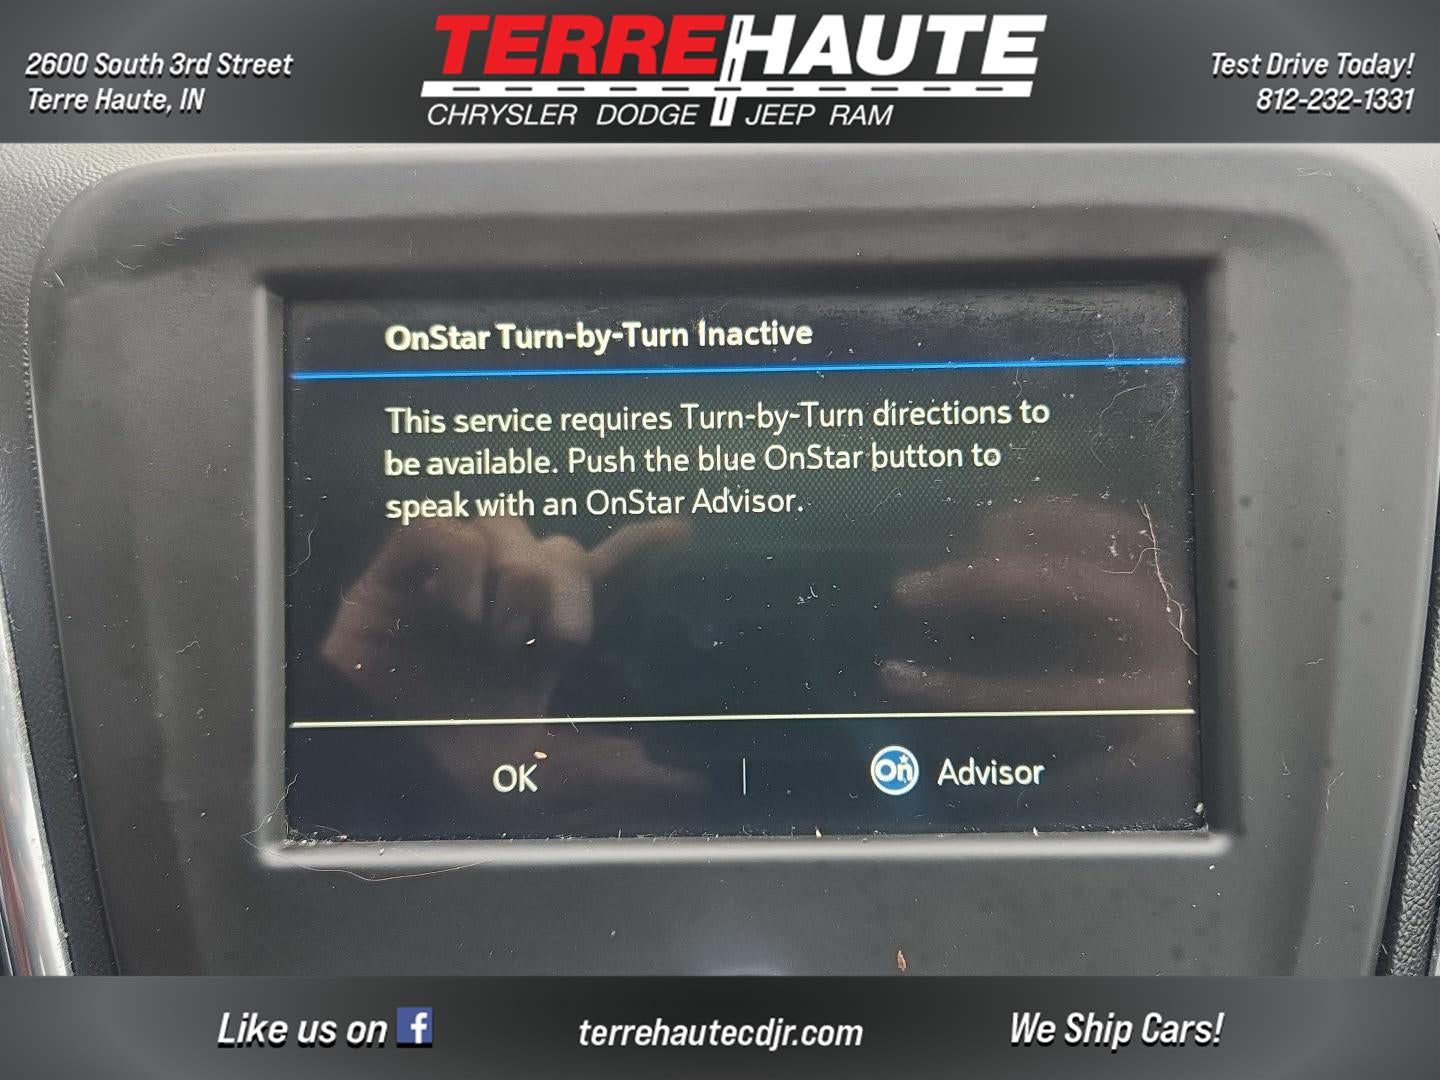 2600 South 3rd Street
Terre Haute, IN
TERRE HAUTE
CHRYSLER DODGE JEEP RAM
Test Drive Today!
812-232-1331
OnStar Turn-by-Turn Inactive
This service requires Turn-by-Turn directions to
be available. Push the blue OnStar button to
speak with an OnStar Advisor.
OK
On Advisor
Like us on f
terrehautecdjr.com
We Ship Cars!